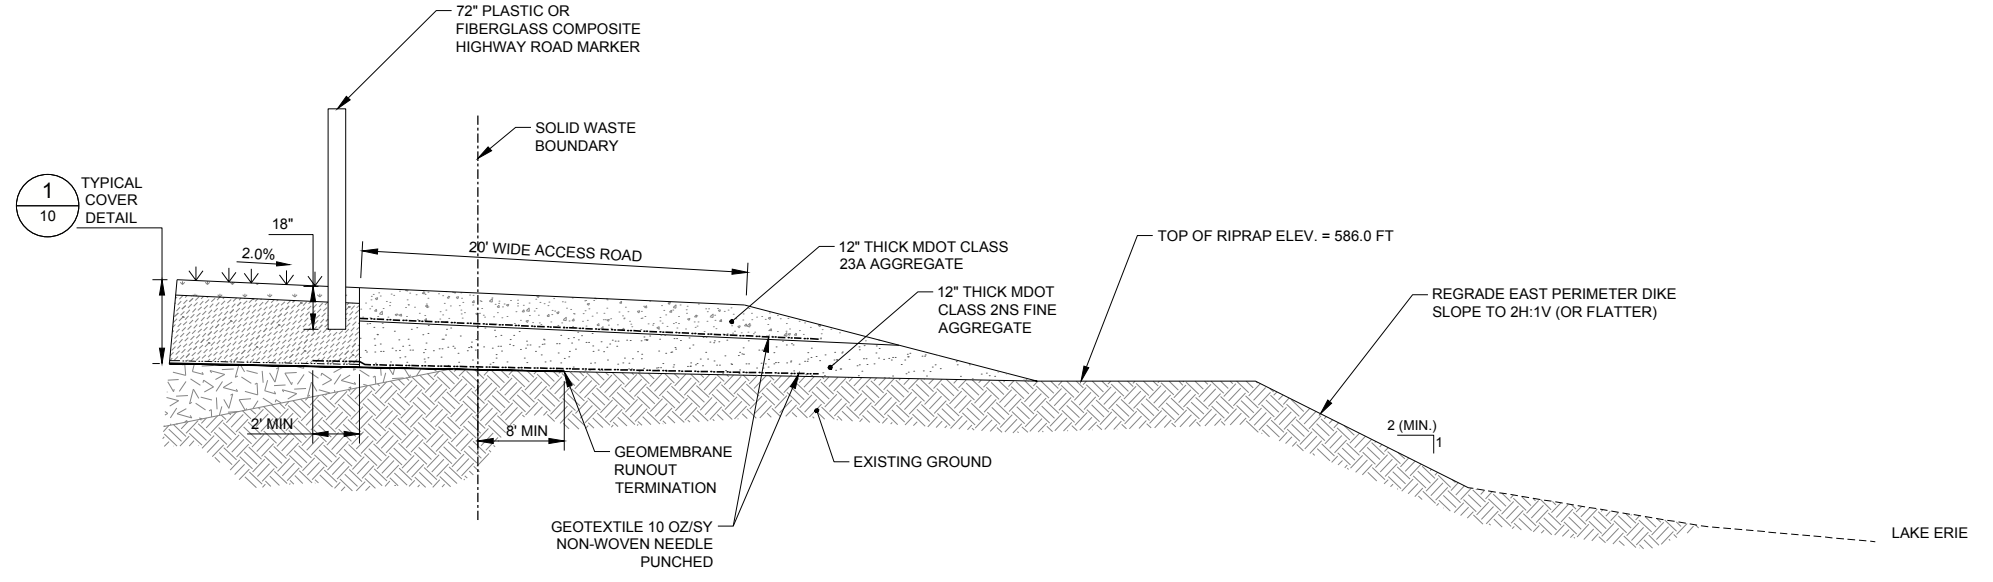 72" PLASTIC OR
FIBERGLASS COMPOSITE
HIGHWAY ROAD MARKER
SOLID WASTE
BOUNDARY
1
10
TYPICAL
COVER
DETAIL
18"
2.0%
20' WIDE ACCESS ROAD
12" THICK MDOT CLASS
23A AGGREGATE
TOP OF RIPRAP ELEV. = 586.0 FT
12" THICK MDOT
CLASS 2NS FINE
AGGREGATE
REGRADE EAST PERIMETER DIKE
SLOPE TO 2H:1V (OR FLATTER)
2' MIN
8' MIN
2 (MIN.)
1
GEOMEMBRANE
RUNOUT
TERMINATION
EXISTING GROUND
GEOTEXTILE 10 OZ/SY
NON-WOVEN NEEDLE
PUNCHED
LAKE ERIE